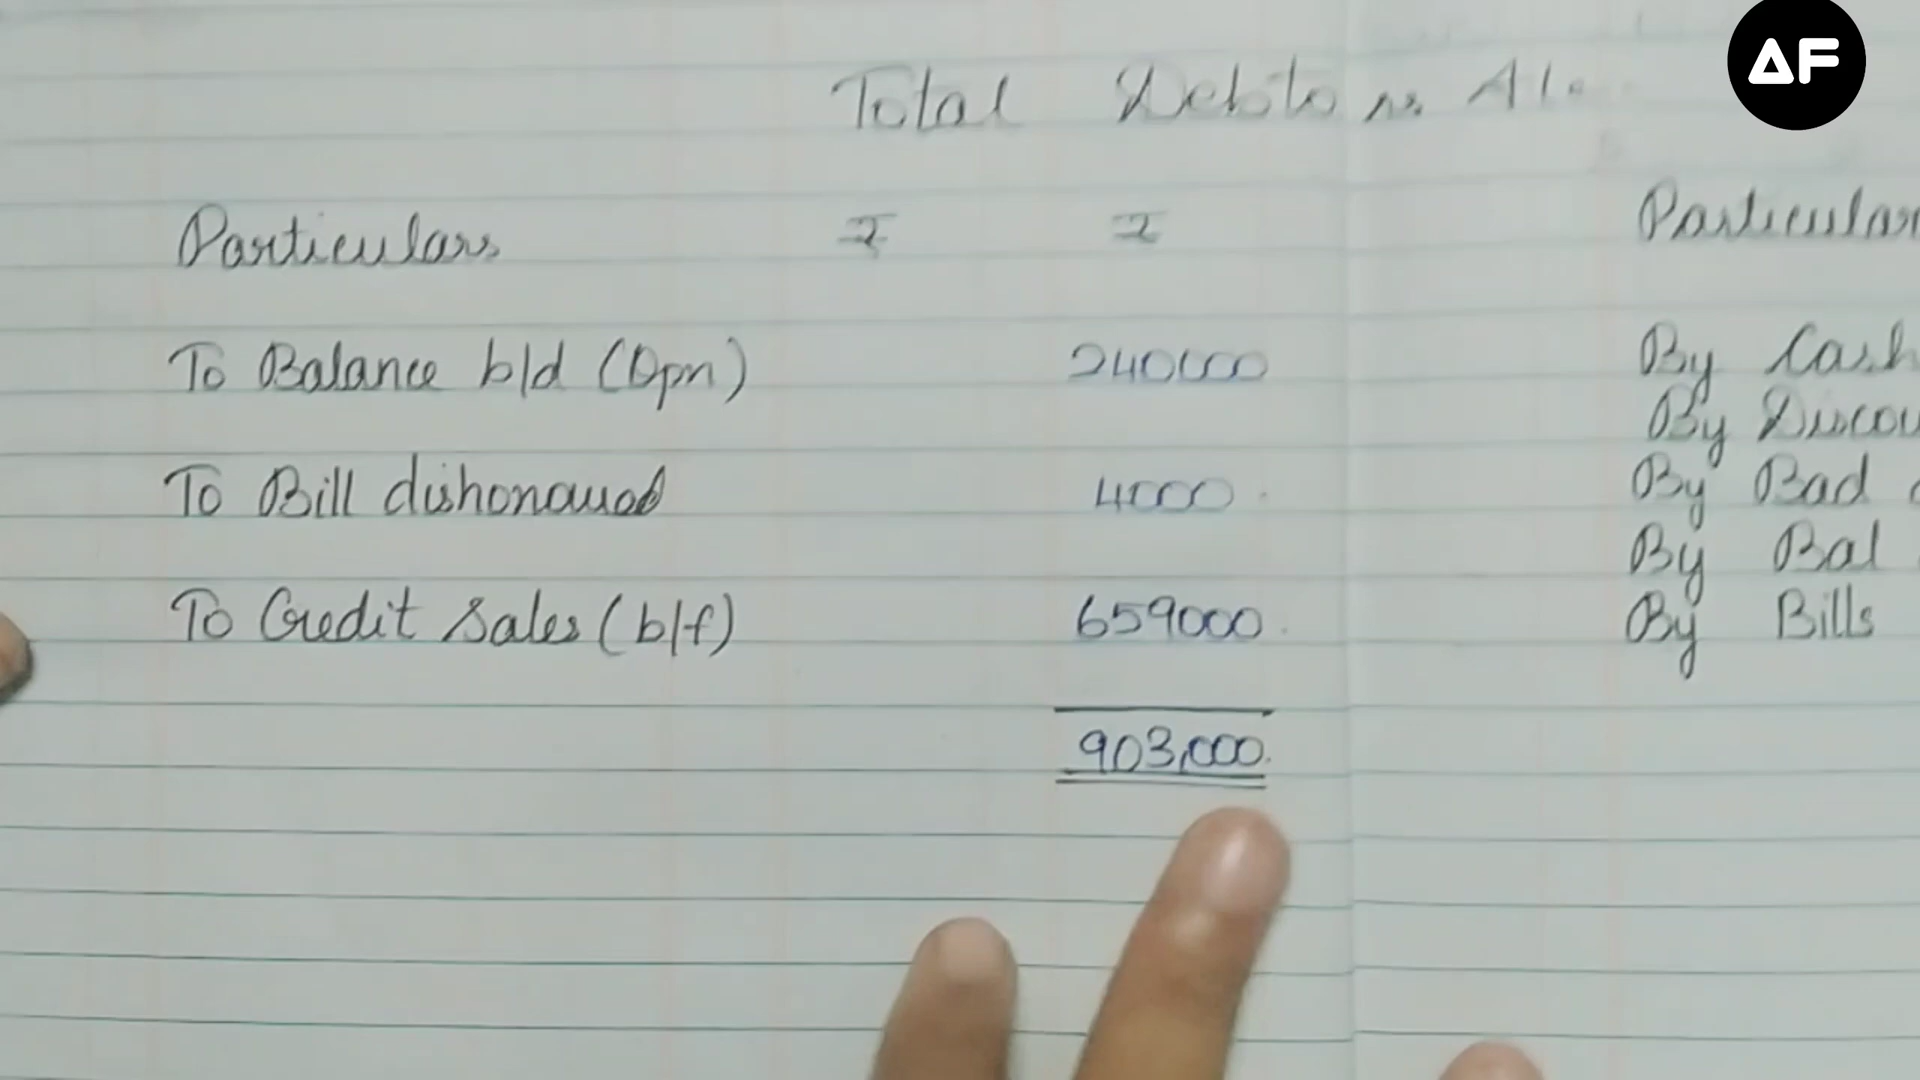 AF
Total Debtors A/c
Particulars ₹ ₹ Particular
To Balance b/d (Opn) 240000 By Cash
By Discou
To Bill dishonoured 4000 By Bad
By Bal
To Credit Sales (b/f) 659000 By Bills
903,000